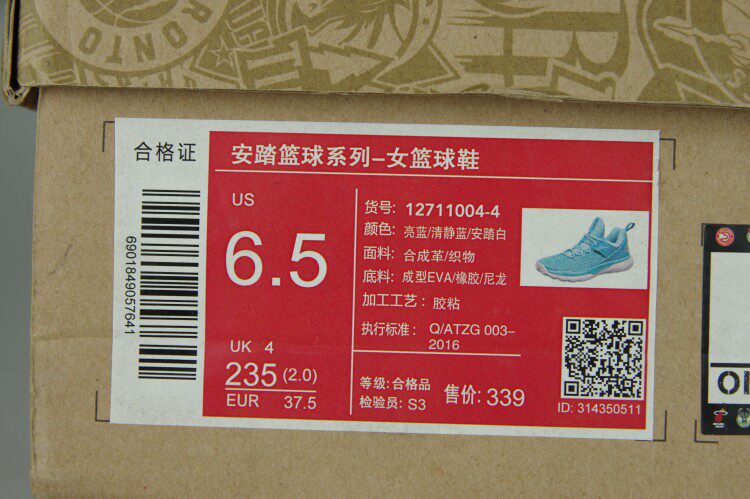 RONTO
合格证
6901849057641
安踏篮球系列-女篮球鞋
US
6.5
UK 4
235 (2.0)
EUR 37.5
货号: 12711004-4
颜色: 亮蓝/清静蓝/安踏白
面料: 合成革/织物
底料: 成型EVA/橡胶/尼龙
加工工艺: 胶粘
执行标准: Q/ATZG 003-
2016
等级: 合格品
检验员: S3
售价: 339
ID: 314350511